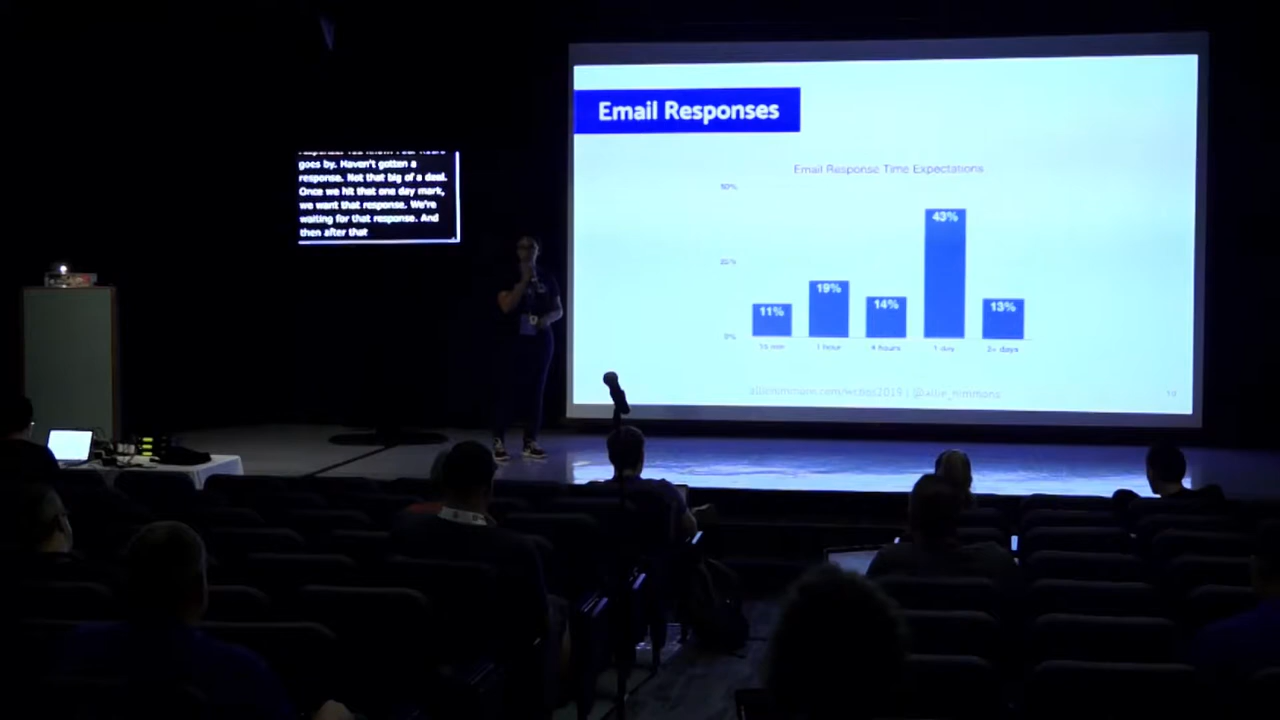 goes by. Haven't gotten a
response. Not that big of a deal.
Once we hit that one day mark,
we want that response. We're
waiting for that response. And
then after that
Email Responses
Email Response Time Expectations
50%
0%
11%
19%
14%
43%
13%
1 hour
4 hours
1 day
2+ days